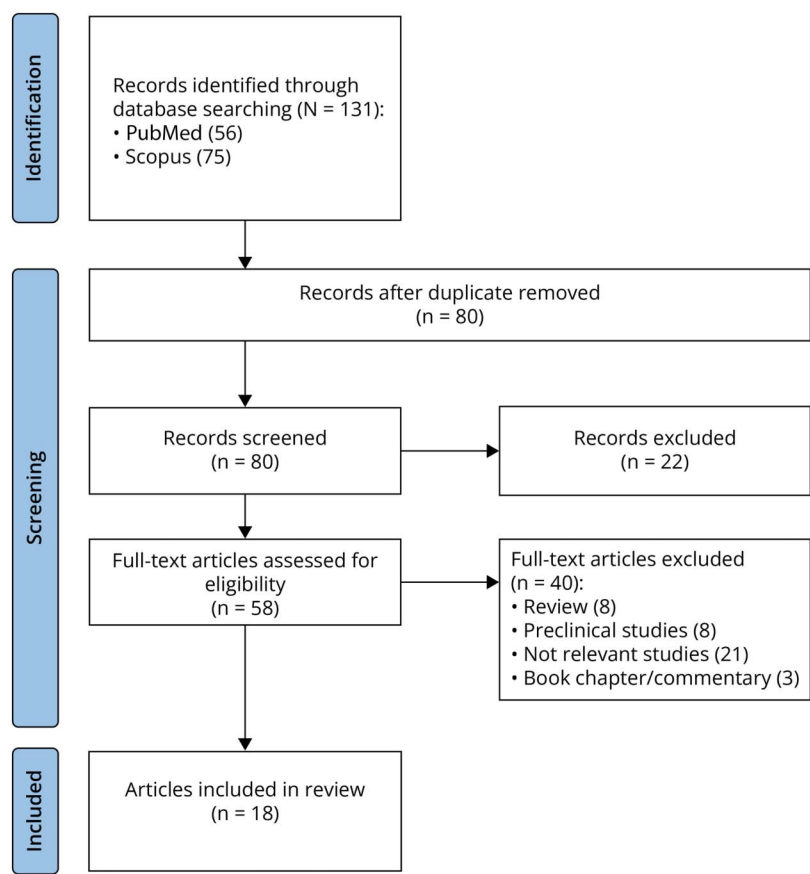 Identification
Records identified through
database searching (N = 131):
• PubMed (56)
• Scopus (75)
Screening
Records after duplicate removed
(n = 80)
Records screened
(n = 80)
Records excluded
(n = 22)
Full-text articles assessed for
eligibility
(n = 58)
Full-text articles excluded
(n = 40):
• Review (8)
• Preclinical studies (8)
• Not relevant studies (21)
• Book chapter/commentary (3)
Included
Articles included in review
(n = 18)